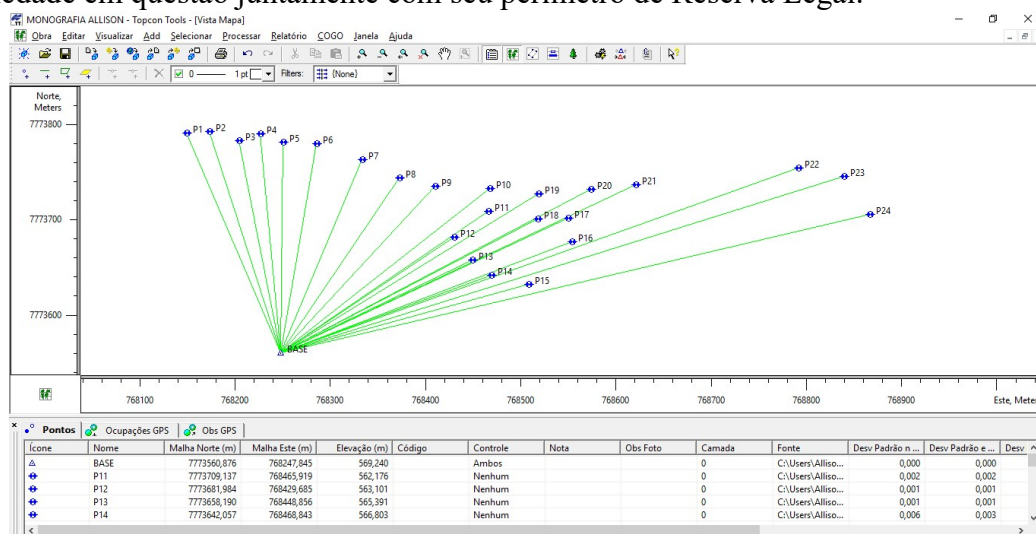 edade em questão juntamente com seu perímetro de Reserva Legal.
MONOGRAFIA ALLISON - Topcon Tools - [Vista Mapa]
Obra Editar Visualizar Add Selecionar Processar Relatório COGO Janela Ajuda
0 1 pt Filters: (None)
Norte, Meters
7773800
7773700
7773600
P1 P2 P3 P4 P5 P6
P7
P8
P9
P10
P11
P12
P13
P14
P15
P16
P17
P18
P19
P20
P21
P22
P23
P24
BASE
768100 768200 768300 768400 768500 768600 768700 768800 768900 Este, Mete
Pontos Ocupações GPS Obs GPS
Ícone Nome Malha Norte (m) Malha Este (m) Elevação (m) Código Controle Nota Obs Foto Camada Fonte Desv Padrão n ... Desv Padrão e ... Desv
BASE 7773560,876 768247,845 569,240 Ambos 0 C:\Users\Alliso... 0,000 0,000
P11 7773709,137 768465,919 562,176 Nenhum 0 C:\Users\Alliso... 0,002 0,002
P12 7773681,984 768429,685 563,101 Nenhum 0 C:\Users\Alliso... 0,001 0,001
P13 7773658,190 768448,856 565,391 Nenhum 0 C:\Users\Alliso... 0,001 0,001
P14 7773642,057 768468,843 566,803 Nenhum 0 C:\Users\Alliso... 0,006 0,003